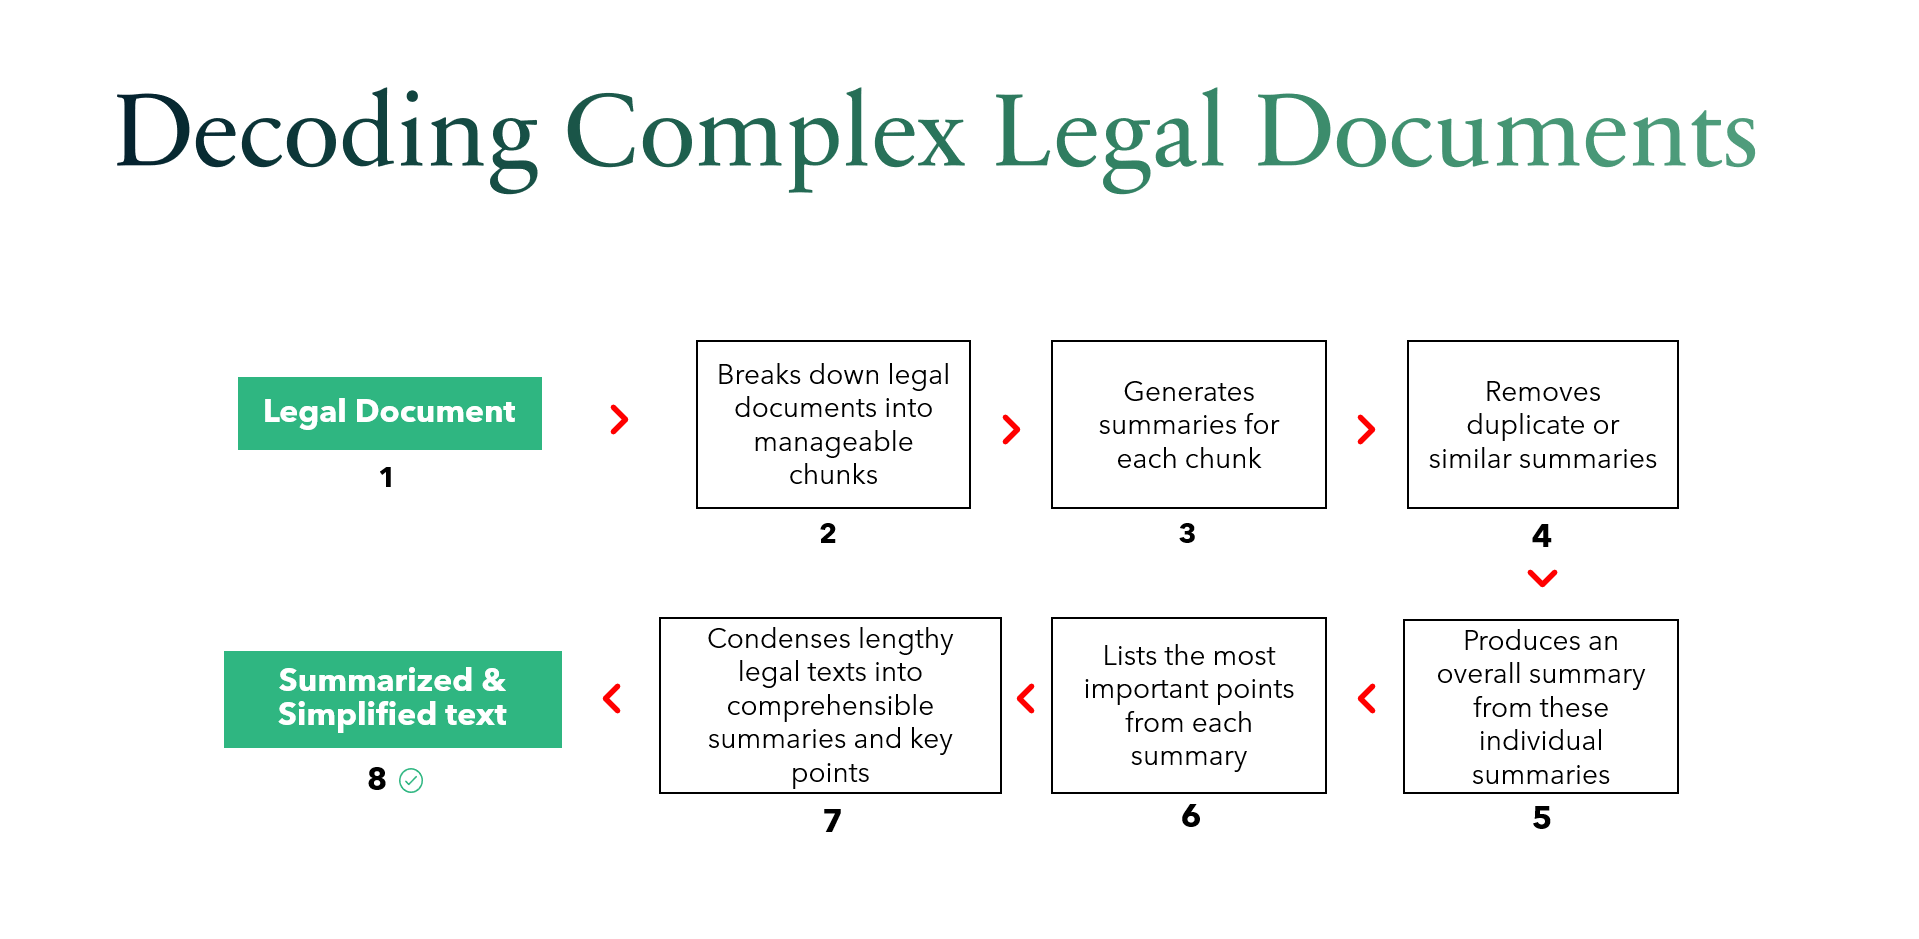 Decoding Complex Legal Documents
Legal Document
1
Breaks down legal
documents into
manageable
chunks
2
Generates
summaries for
each chunk
3
Removes
duplicate or
similar summaries
4
Produces an
overall summary
from these
individual
summaries
5
Lists the most
important points
from each
summary
6
Condenses lengthy
legal texts into
comprehensible
summaries and key
points
7
Summarized &
Simplified text
8